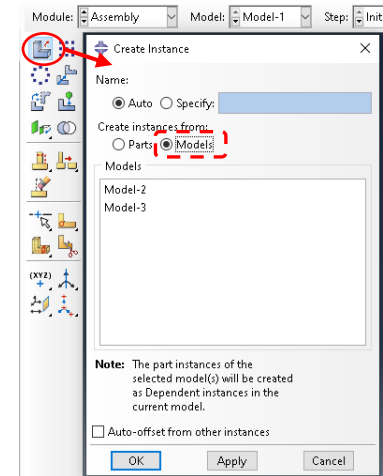 Module: Assembly Model: Model-1 Step: Init
Create Instance
Name:
Auto Specify:
Create instances from:
Parts Models
Models
Model-2
Model-3
Note: The part instances of the
selected model(s) will be created
as Dependent instances in the
current model.
Auto-offset from other instances
OK Apply Cancel
(XYZ)